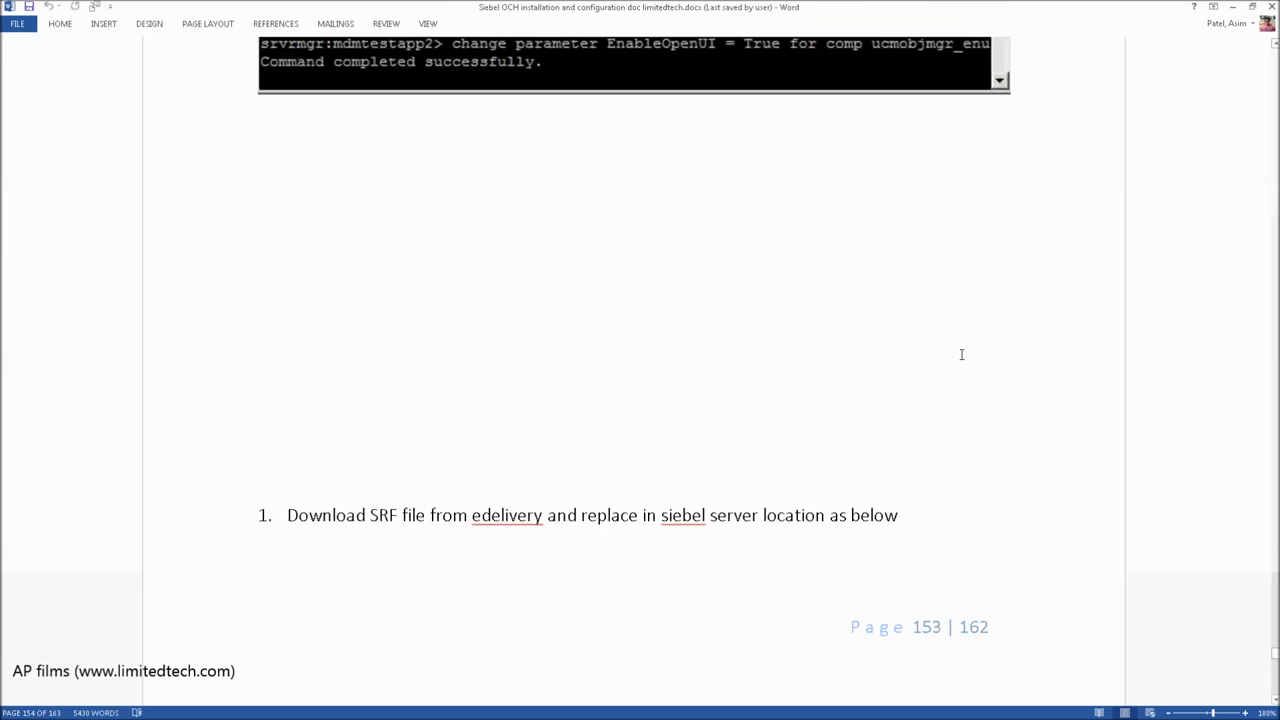 Siebel OCH installation and configuration doc limitedtech.docx (Last saved by user) - Word
FILE HOME INSERT DESIGN PAGE LAYOUT REFERENCES MAILINGS REVIEW VIEW Patel, Asim
srvrmgr:mdmtestapp2> change parameter EnableOpenUI = True for comp ucmobjmgr_enu
Command completed successfully.
1. Download SRF file from edelivery and replace in siebel server location as below
Page 153 | 162
AP films (www.limitedtech.com)
PAGE 154 OF 163 5430 WORDS 180%